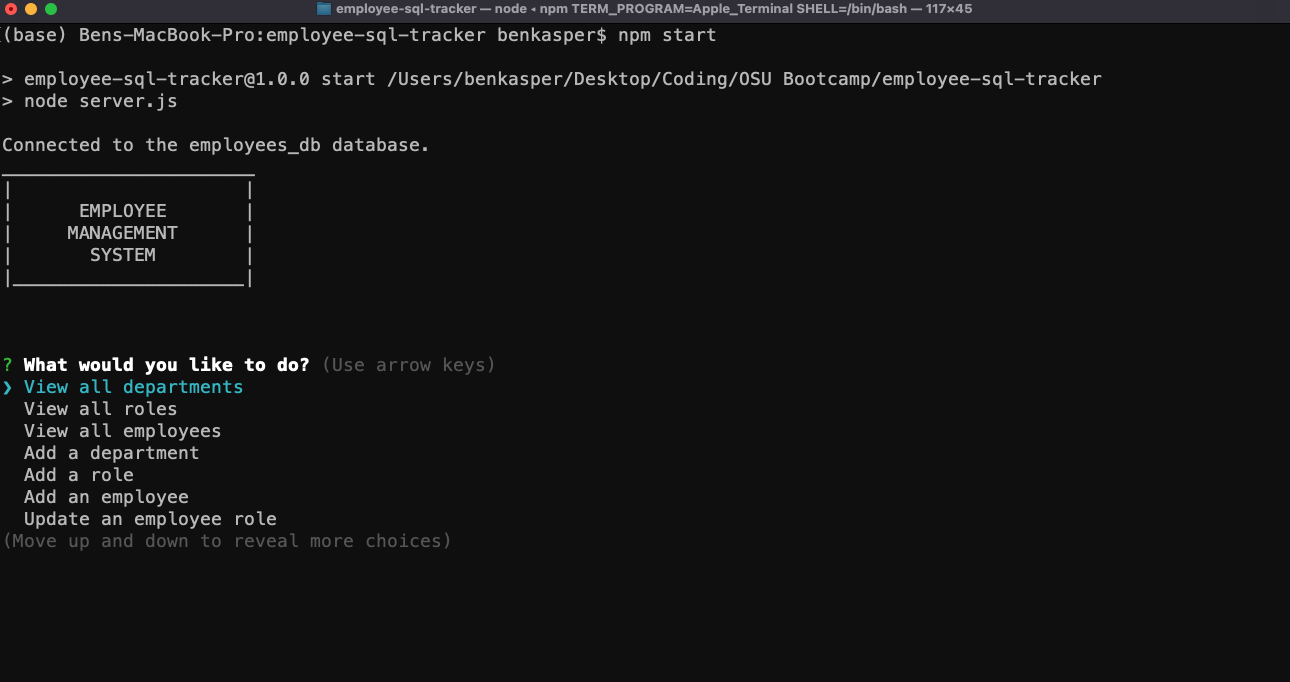 employee-sql-tracker — node ◂ npm TERM_PROGRAM=Apple_Terminal SHELL=/bin/bash — 117×45
(base) Bens-MacBook-Pro:employee-sql-tracker benkasper$ npm start
> employee-sql-tracker@1.0.0 start /Users/benkasper/Desktop/Coding/OSU Bootcamp/employee-sql-tracker
> node server.js
Connected to the employees_db database.
EMPLOYEE
MANAGEMENT
SYSTEM
? What would you like to do? (Use arrow keys)
❯ View all departments
View all roles
View all employees
Add a department
Add a role
Add an employee
Update an employee role
(Move up and down to reveal more choices)